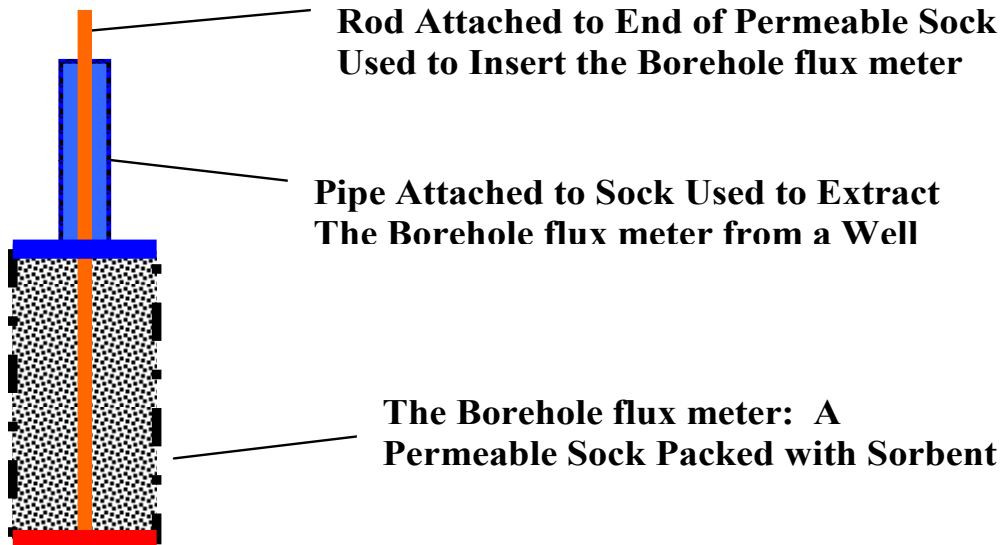 Rod Attached to End of Permeable Sock
Used to Insert the Borehole flux meter
Pipe Attached to Sock Used to Extract
The Borehole flux meter from a Well
The Borehole flux meter: A
Permeable Sock Packed with Sorbent